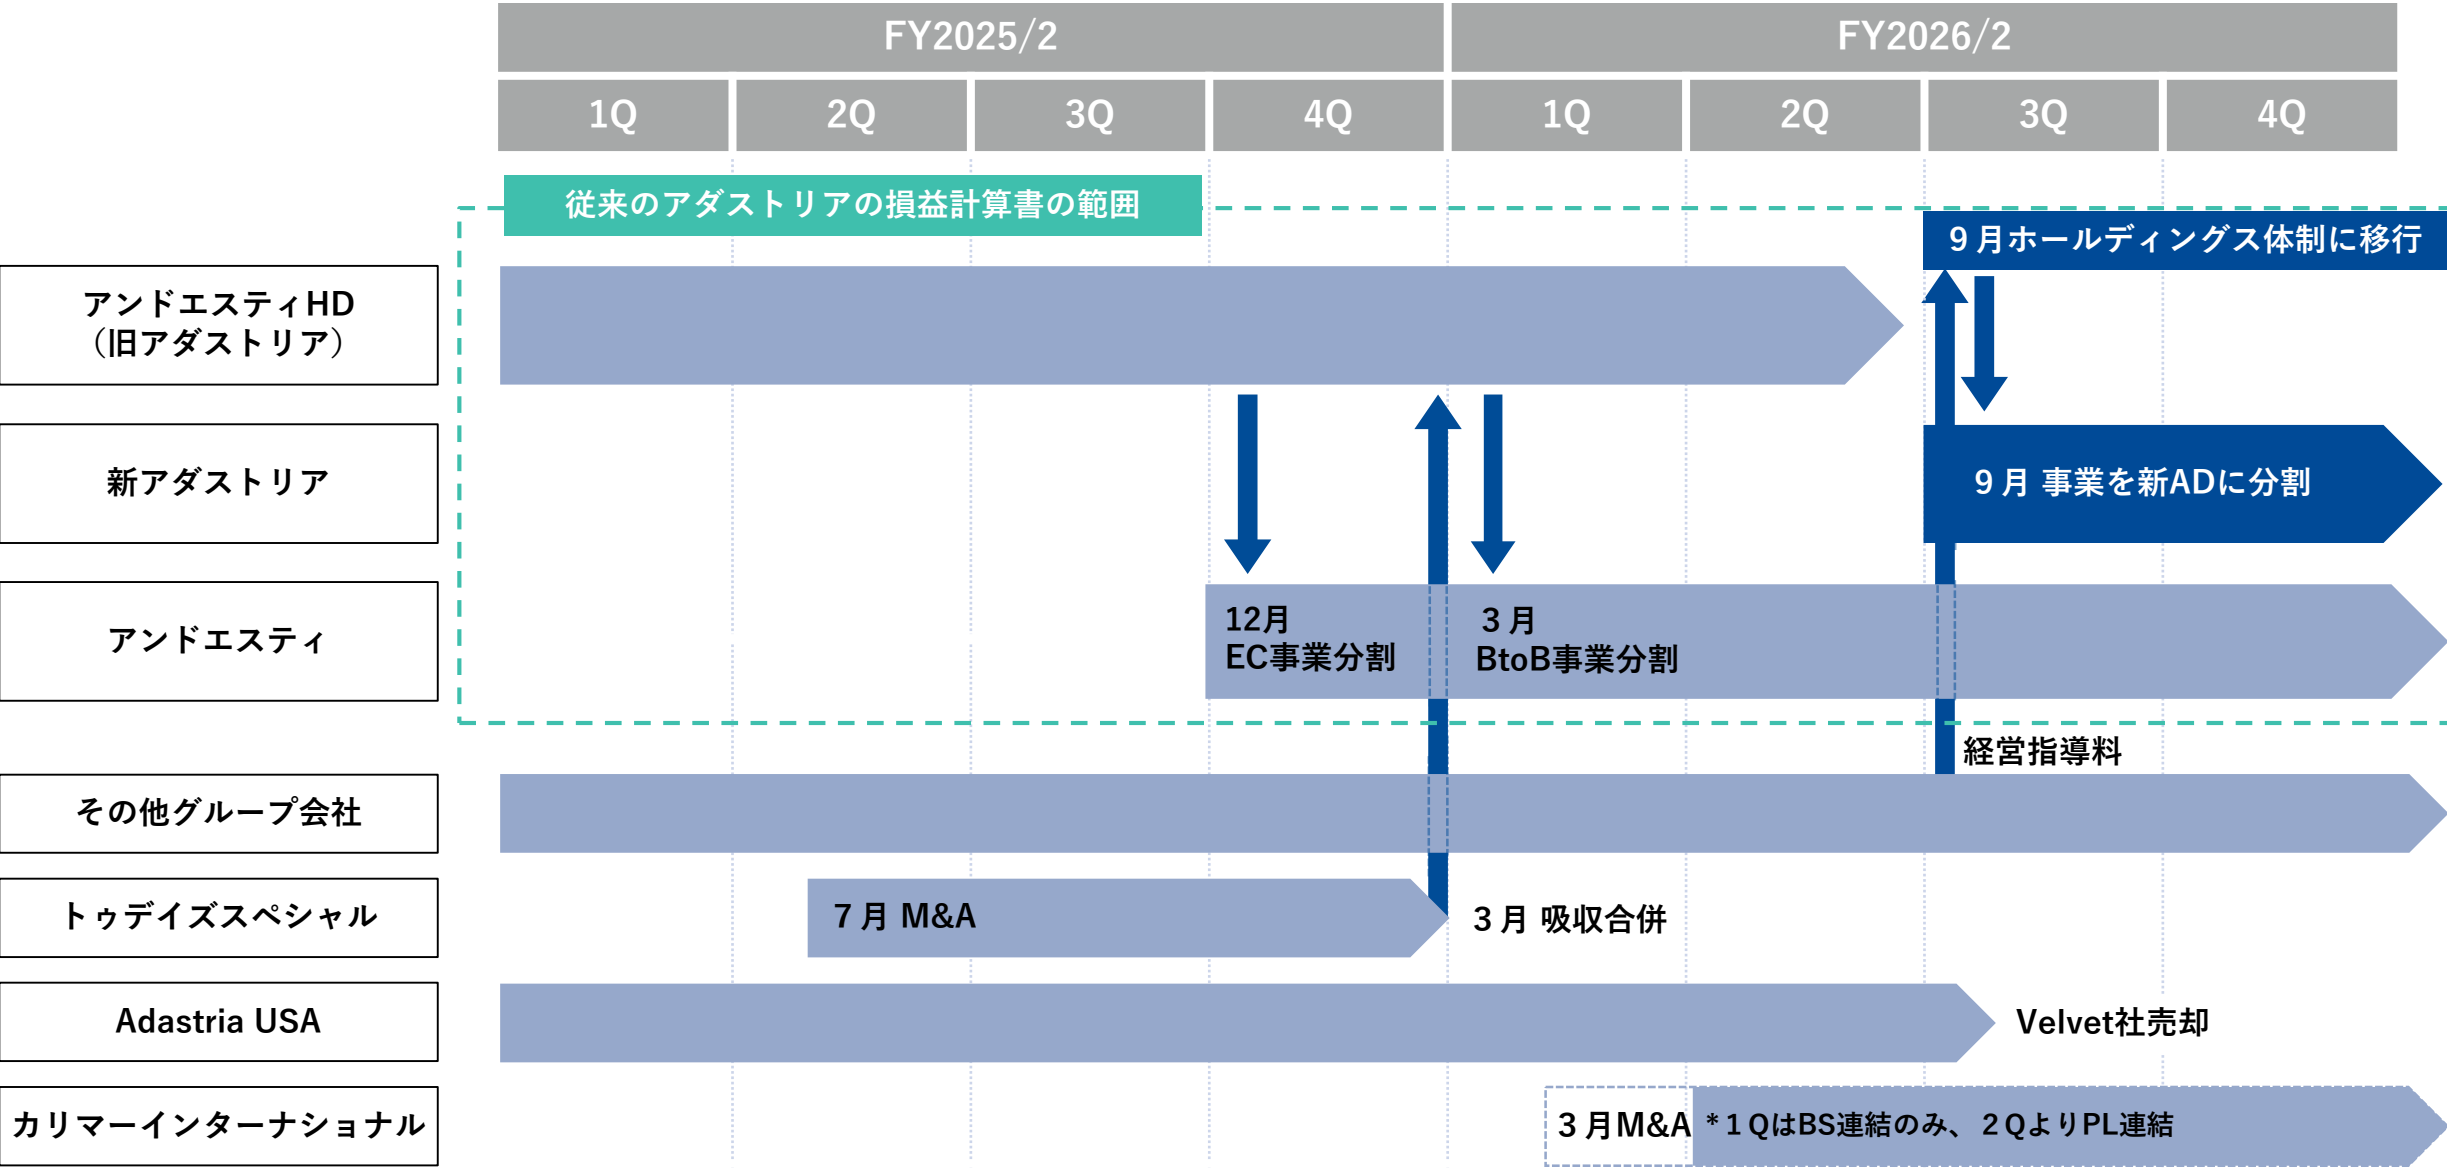 FY2025/2
FY2026/2
1Q
2Q
3Q
4Q
1Q
2Q
3Q
4Q
従来のアダストリアの損益計算書の範囲
9月ホールディングス体制に移行
アンドエスティHD
（旧アダストリア）
新アダストリア
9月 事業を新ADに分割
アンドエスティ
12月
EC事業分割
3月
BtoB事業分割
経営指導料
その他グループ会社
トゥデイズスペシャル
7月 M&A
3月 吸収合併
Adastria USA
Velvet社売却
カリマーインターナショナル
3月M&A
*1QはBS連結のみ、2QよりPL連結